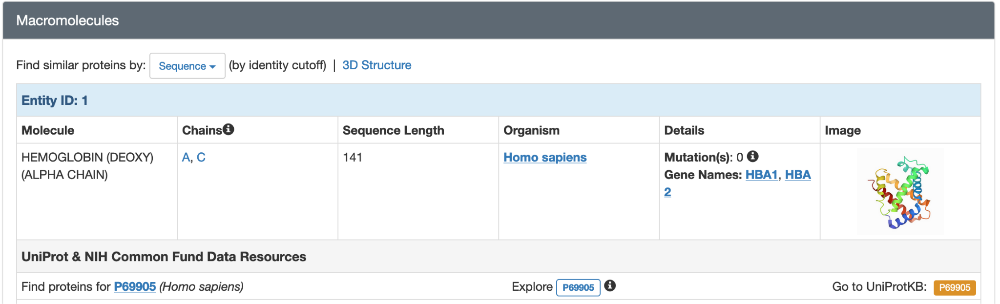 Macromolecules
Find similar proteins by: Sequence (by identity cutoff) | 3D Structure
Entity ID: 1
Molecule Chains Sequence Length Organism Details Image
HEMOGLOBIN (DEOXY) A, C 141 Homo sapiens Mutation(s): 0
(ALPHA CHAIN) Gene Names: HBA1, HBA
2
UniProt & NIH Common Fund Data Resources
Find proteins for P69905 (Homo sapiens) Explore P69905 Go to UniProtKB: P69905